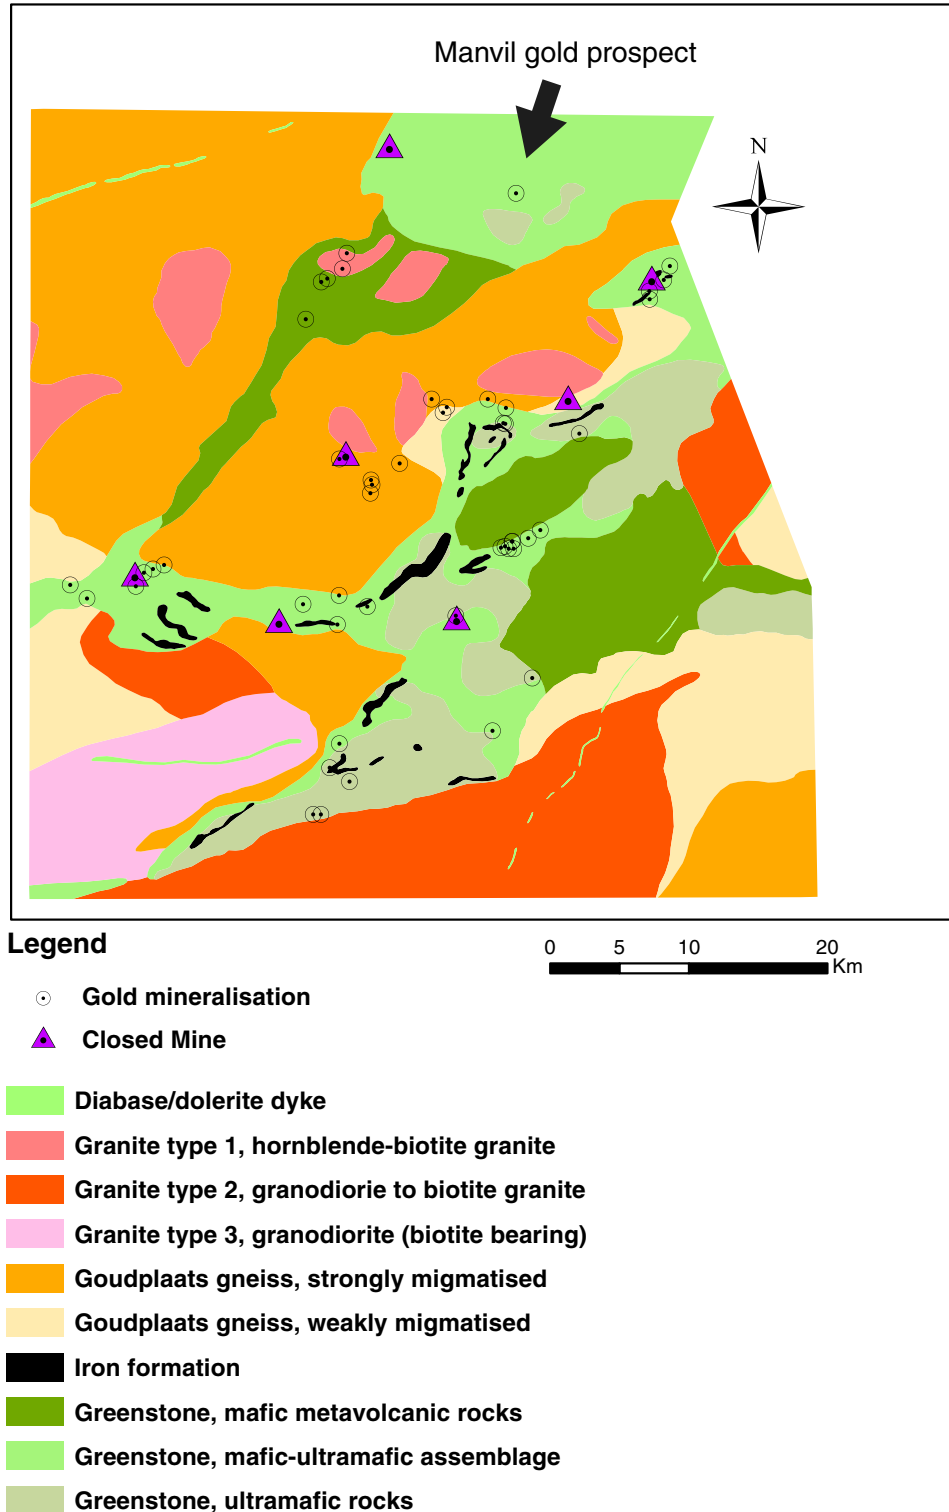 Manvil gold prospect
N
Legend
0 5 10 20
Km
Gold mineralisation
Closed Mine
Diabase/dolerite dyke
Granite type 1, hornblende-biotite granite
Granite type 2, granodiorie to biotite granite
Granite type 3, granodiorite (biotite bearing)
Goudplaats gneiss, strongly migmatised
Goudplaats gneiss, weakly migmatised
Iron formation
Greenstone, mafic metavolcanic rocks
Greenstone, mafic-ultramafic assemblage
Greenstone, ultramafic rocks